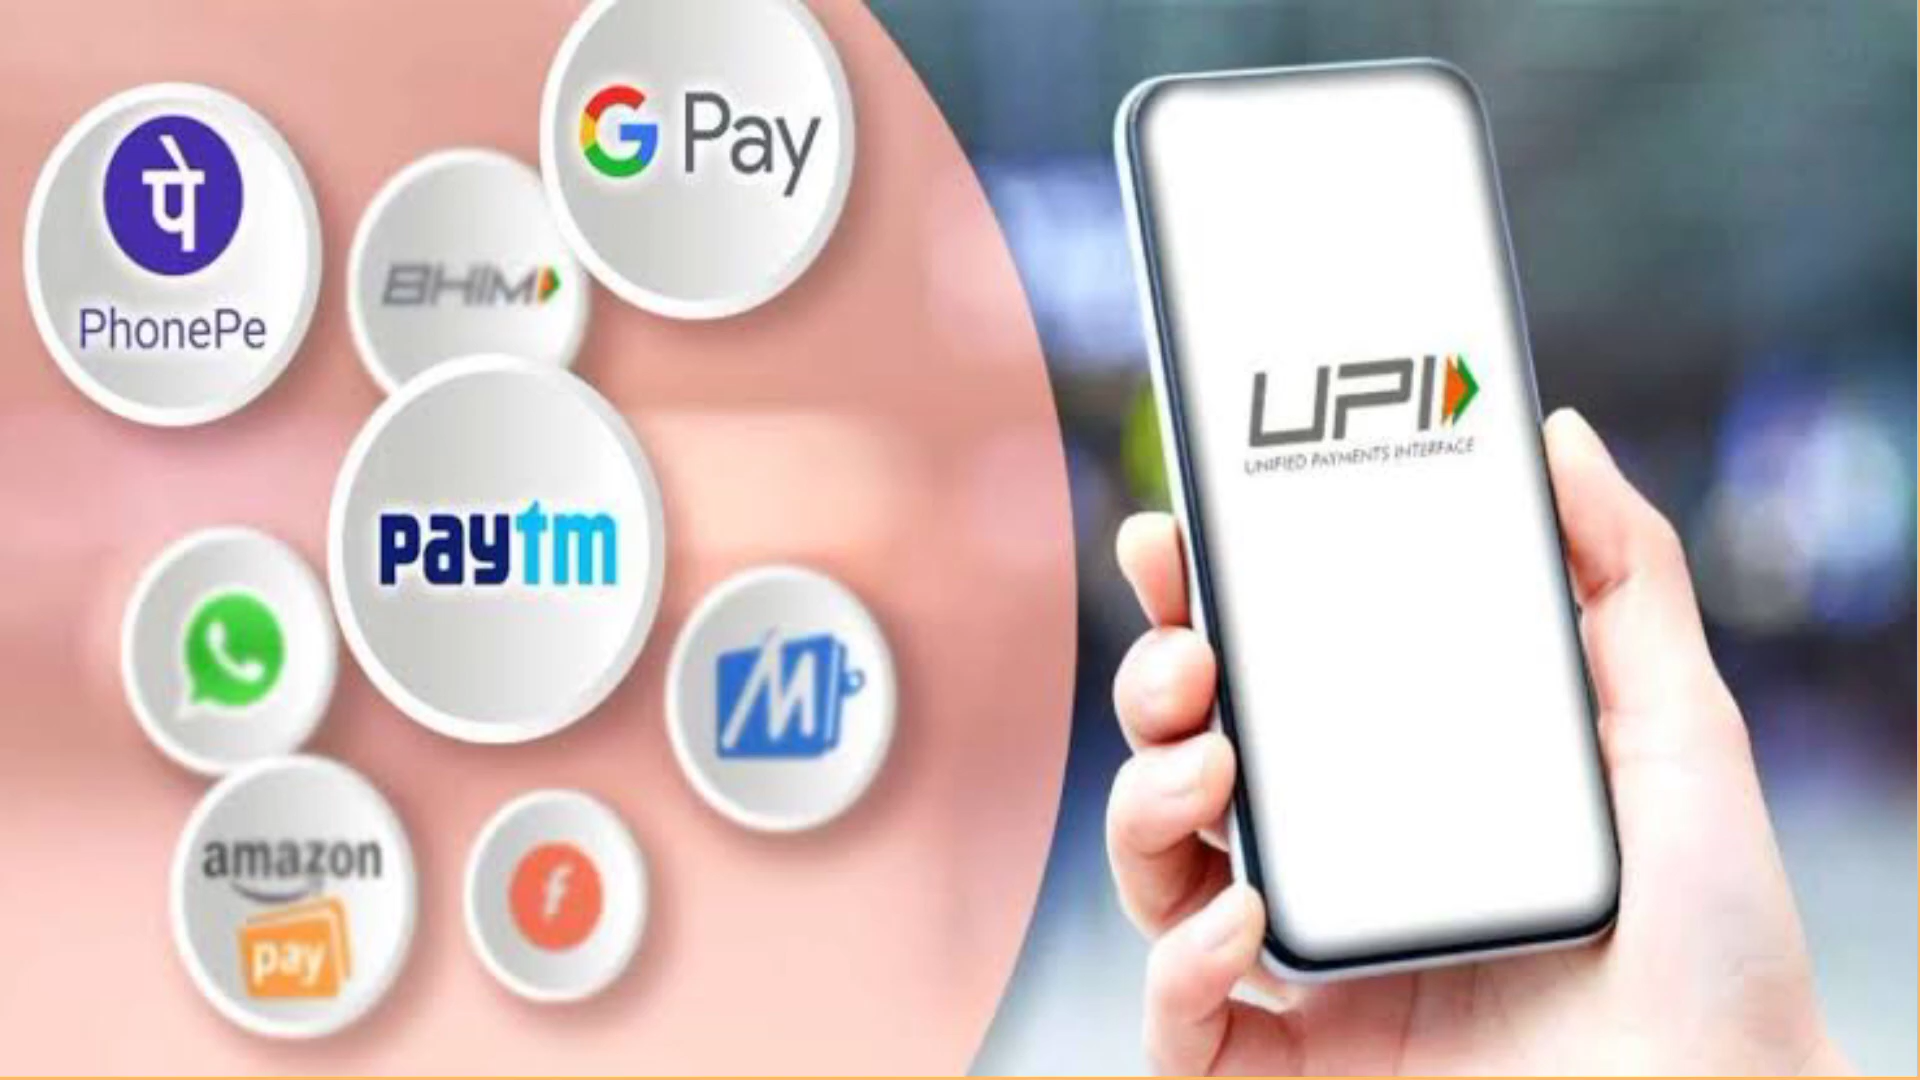 पे
PhonePe
BHIM
G Pay
paytm
M
amazon
pay
f
UPI
UNIFIED PAYMENTS INTERFACE